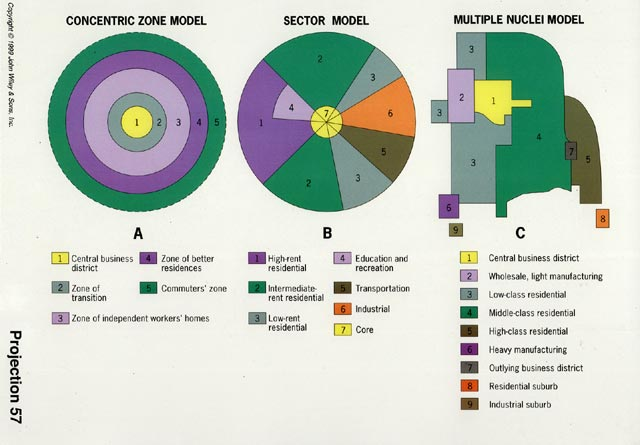 Copyright © 1999 John Wiley & Sons, Inc.
CONCENTRIC ZONE MODEL
1
2
3
4
5
A
1 Central business
district
2 Zone of
transition
3 Zone of independent workers' homes
4 Zone of better
residences
5 Commuters' zone
SECTOR MODEL
2
3
4
7
6
1
5
3
2
B
1 High-rent
residential
2 Intermediate-
rent residential
3 Low-rent
residential
4 Education and
recreation
5 Transportation
6 Industrial
7 Core
MULTIPLE NUCLEI MODEL
3
2
1
3
4
7
5
3
6
9
8
C
1 Central business district
2 Wholesale, light manufacturing
3 Low-class residential
4 Middle-class residential
5 High-class residential
6 Heavy manufacturing
7 Outlying business district
8 Residential suburb
9 Industrial suburb
Projection 57